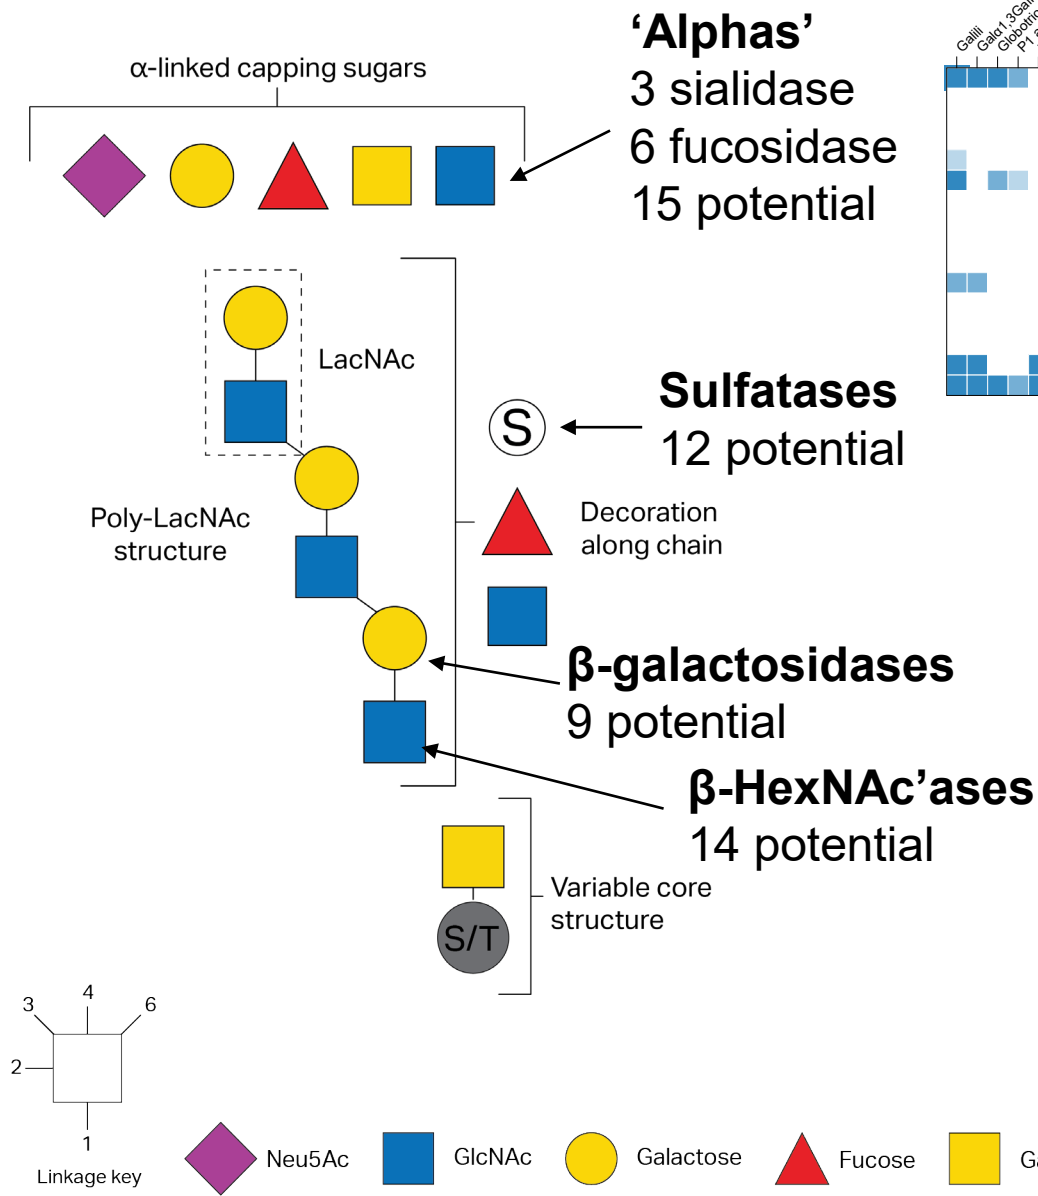 ‘Alphas’
3 sialidase
6 fucosidase
15 potential
α-linked capping sugars
Galili
LacNAc
Poly-LacNAc
structure
S
Sulfatases
12 potential
Decoration
along chain
β-galactosidases
9 potential
β-HexNAc’ases
14 potential
S/T
Variable core
structure
3 4 6
2
1
Linkage key
Neu5Ac GlcNAc Galactose Fucose